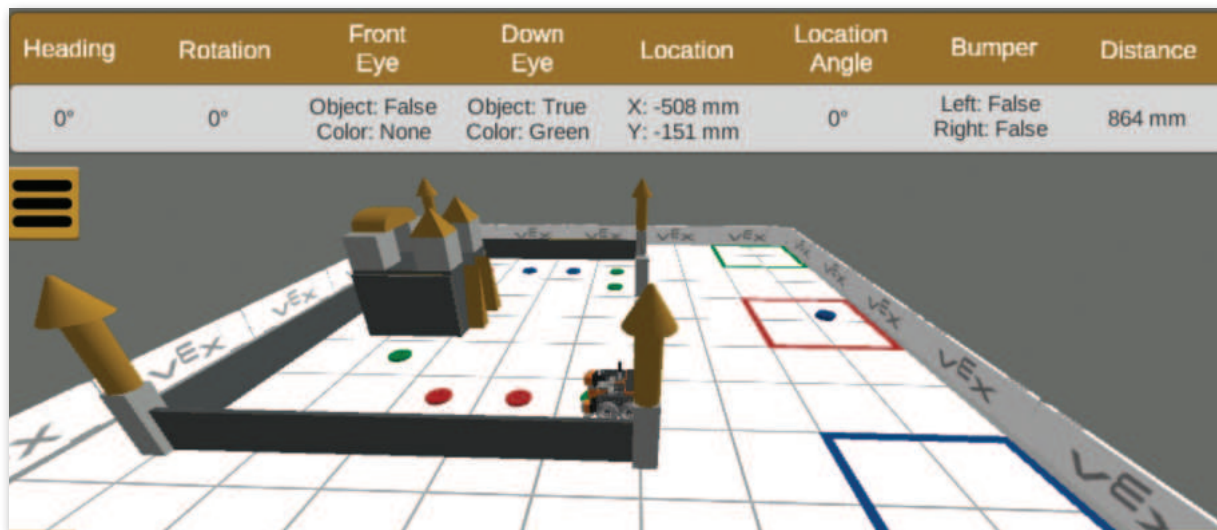 Heading
Rotation
Front
Eye
Down
Eye
Location
Location
Angle
Bumper
Distance
0°
0°
Object: False
Color: None
Object: True
Color: Green
X: -508 mm
Y: -151 mm
0°
Left: False
Right: False
864 mm
VEX
VEX
VEX
VEX
VEX
VEX
VEX
VEX
VEX
VEX
X